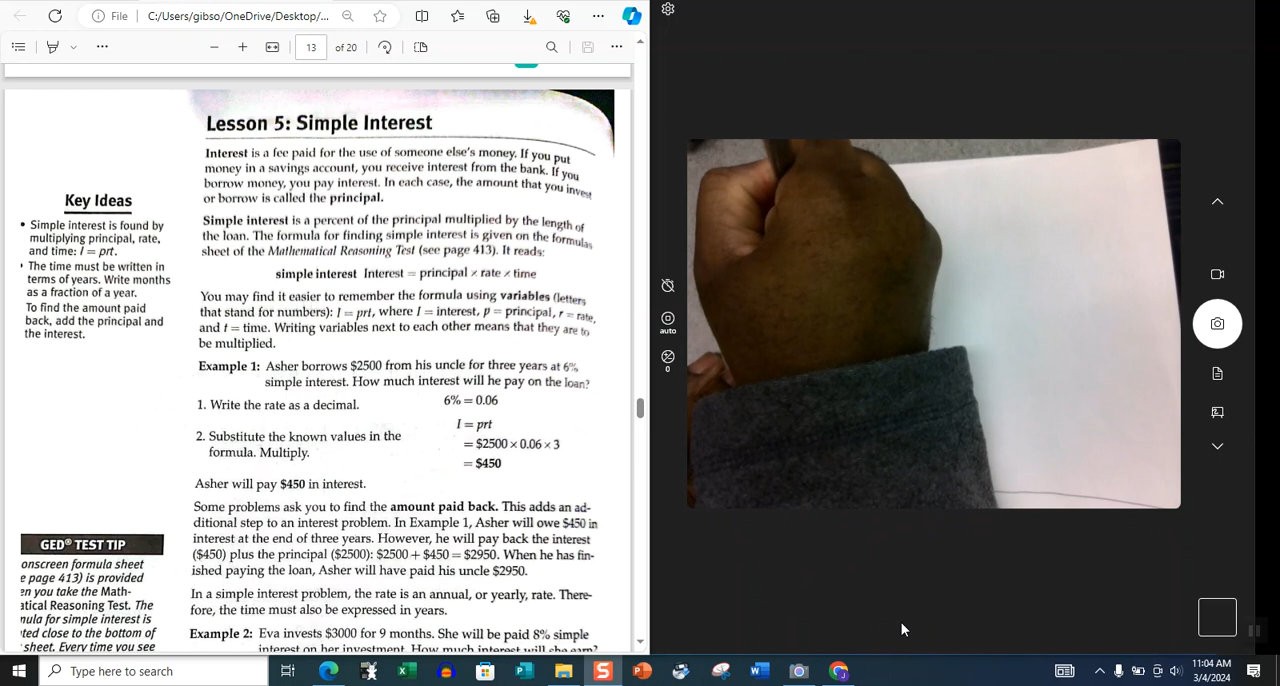 File
C:/Users/gibso/OneDrive/Desktop/...
13 of 20
Lesson 5: Simple Interest
Interest is a fee paid for the use of someone else's money. If you put
money in a savings account, you receive interest from the bank. If you
borrow money, you pay interest. In each case, the amount that you invest
or borrow is called the principal.
Key Ideas
• Simple interest is found by
multiplying principal, rate,
and time: I = prt.
• The time must be written in
terms of years. Write months
as a fraction of a year.
To find the amount paid
back, add the principal and
the interest.
Simple interest is a percent of the principal multiplied by the length of
the loan. The formula for finding simple interest is given on the formulas
sheet of the Mathematical Reasoning Test (see page 413). It reads:
simple interest Interest = principal × rate × time
You may find it easier to remember the formula using variables (letters
that stand for numbers): I = prt, where I = interest, p = principal, r = rate,
and t = time. Writing variables next to each other means that they are to
be multiplied.
Example 1: Asher borrows $2500 from his uncle for three years at 6%
simple interest. How much interest will he pay on the loan?
1. Write the rate as a decimal. 6% = 0.06
I = prt
2. Substitute the known values in the
formula. Multiply.
= $2500 × 0.06 × 3
= $450
Asher will pay $450 in interest.
Some problems ask you to find the amount paid back. This adds an ad-
ditional step to an interest problem. In Example 1, Asher will owe $450 in
interest at the end of three years. However, he will pay back the interest
($450) plus the principal ($2500): $2500 + $450 = $2950. When he has fin-
ished paying the loan, Asher will have paid his uncle $2950.
In a simple interest problem, the rate is an annual, or yearly, rate. There-
fore, the time must also be expressed in years.
Example 2: Eva invests $3000 for 9 months. She will be paid 8% simple
interest on her investment. How much interest will she earn?
GED® TEST TIP
onscreen formula sheet
e page 413) is provided
en you take the Math-
atical Reasoning Test. The
mula for simple interest is
ted close to the bottom of
sheet. Every time you see
auto
0
Type here to search
11:04 AM
3/4/2024